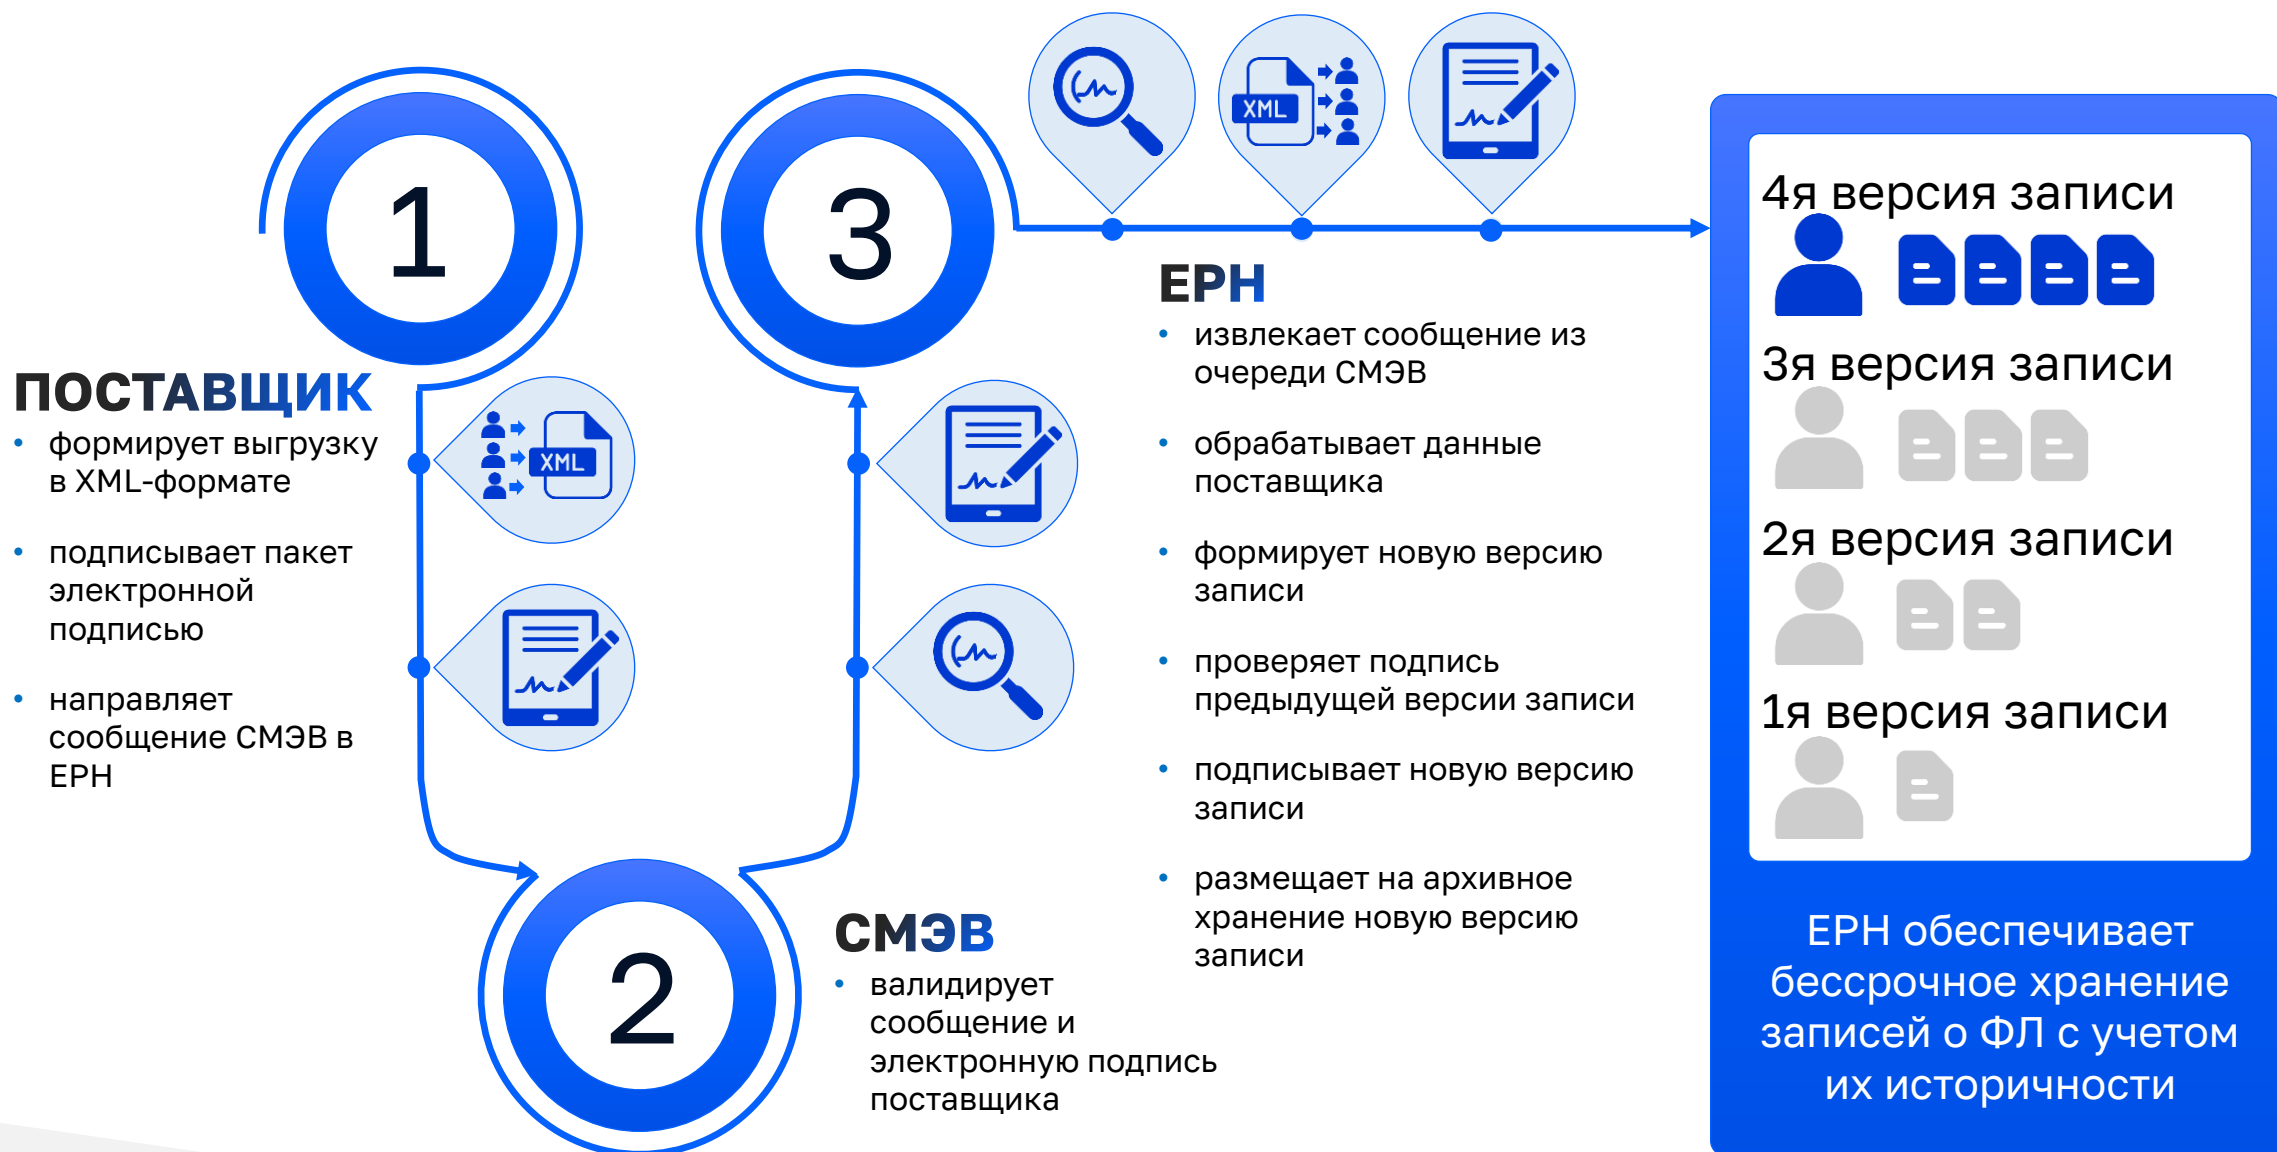 1
ПОСТАВЩИК
• формирует выгрузку
в XML-формате
• подписывает пакет
электронной
подписью
• направляет
сообщение СМЭВ в
ЕРН
XML
2
СМЭВ
• валидирует
сообщение и
электронную подпись
поставщика
3
XML
ЕРН
• извлекает сообщение из
очереди СМЭВ
• обрабатывает данные
поставщика
• формирует новую версию
записи
• проверяет подпись
предыдущей версии записи
• подписывает новую версию
записи
• размещает на архивное
хранение новую версию
записи
4я версия записи
3я версия записи
2я версия записи
1я версия записи
ЕРН обеспечивает
бессрочное хранение
записей о ФЛ с учетом
их историчности